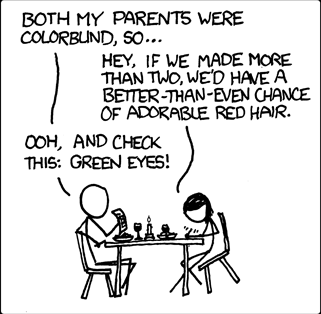 BOTH MY PARENTS WERE
COLORBLIND, SO...
HEY, IF WE MADE MORE
THAN TWO, WE'D HAVE A
BETTER-THAN-EVEN CHANCE
OF ADORABLE RED HAIR.
OOH, AND CHECK
THIS: GREEN EYES!